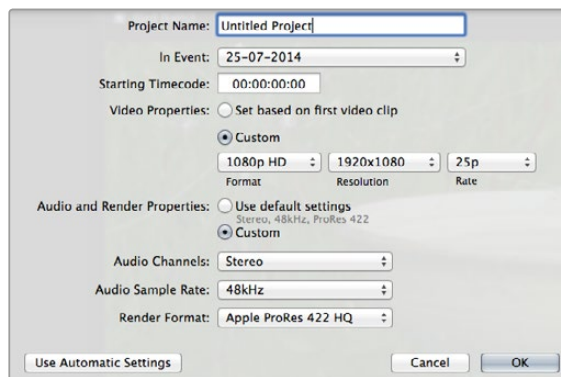 Project Name: Untitled Project
In Event: 25-07-2014
Starting Timecode: 00:00:00:00
Video Properties: Set based on first video clip
Custom
1080p HD 1920x1080 25p
Format Resolution Rate
Audio and Render Properties: Use default settings
Stereo, 48kHz, ProRes 422
Custom
Audio Channels: Stereo
Audio Sample Rate: 48kHz
Render Format: Apple ProRes 422 HQ
Use Automatic Settings Cancel OK